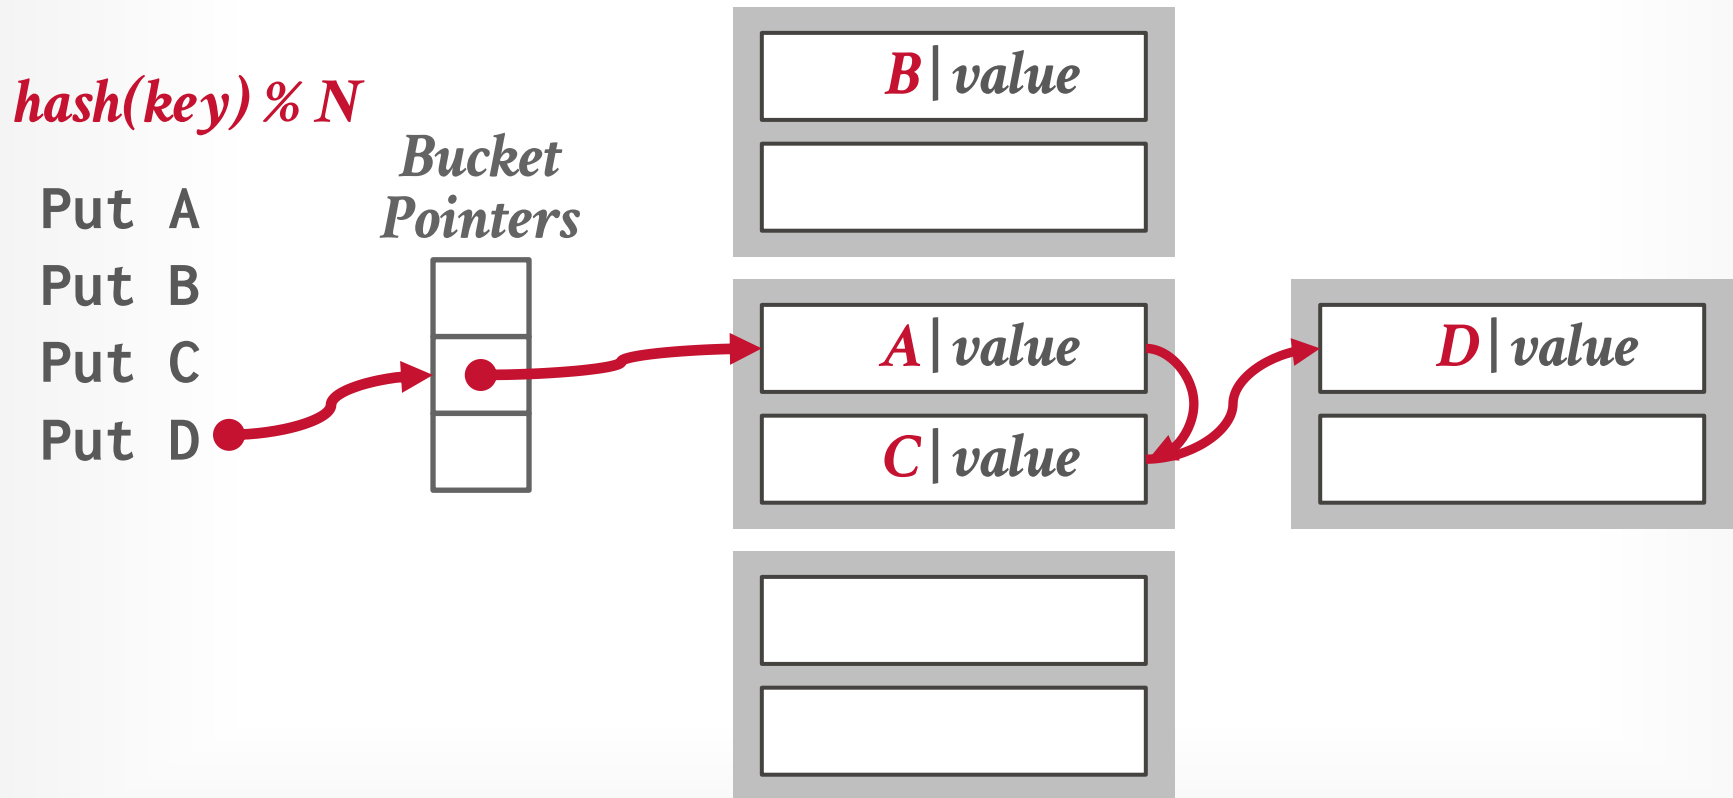 hash(key) % N
Put A
Put B
Put C
Put D
Bucket
Pointers
B|value
A|value
C|value
D|value